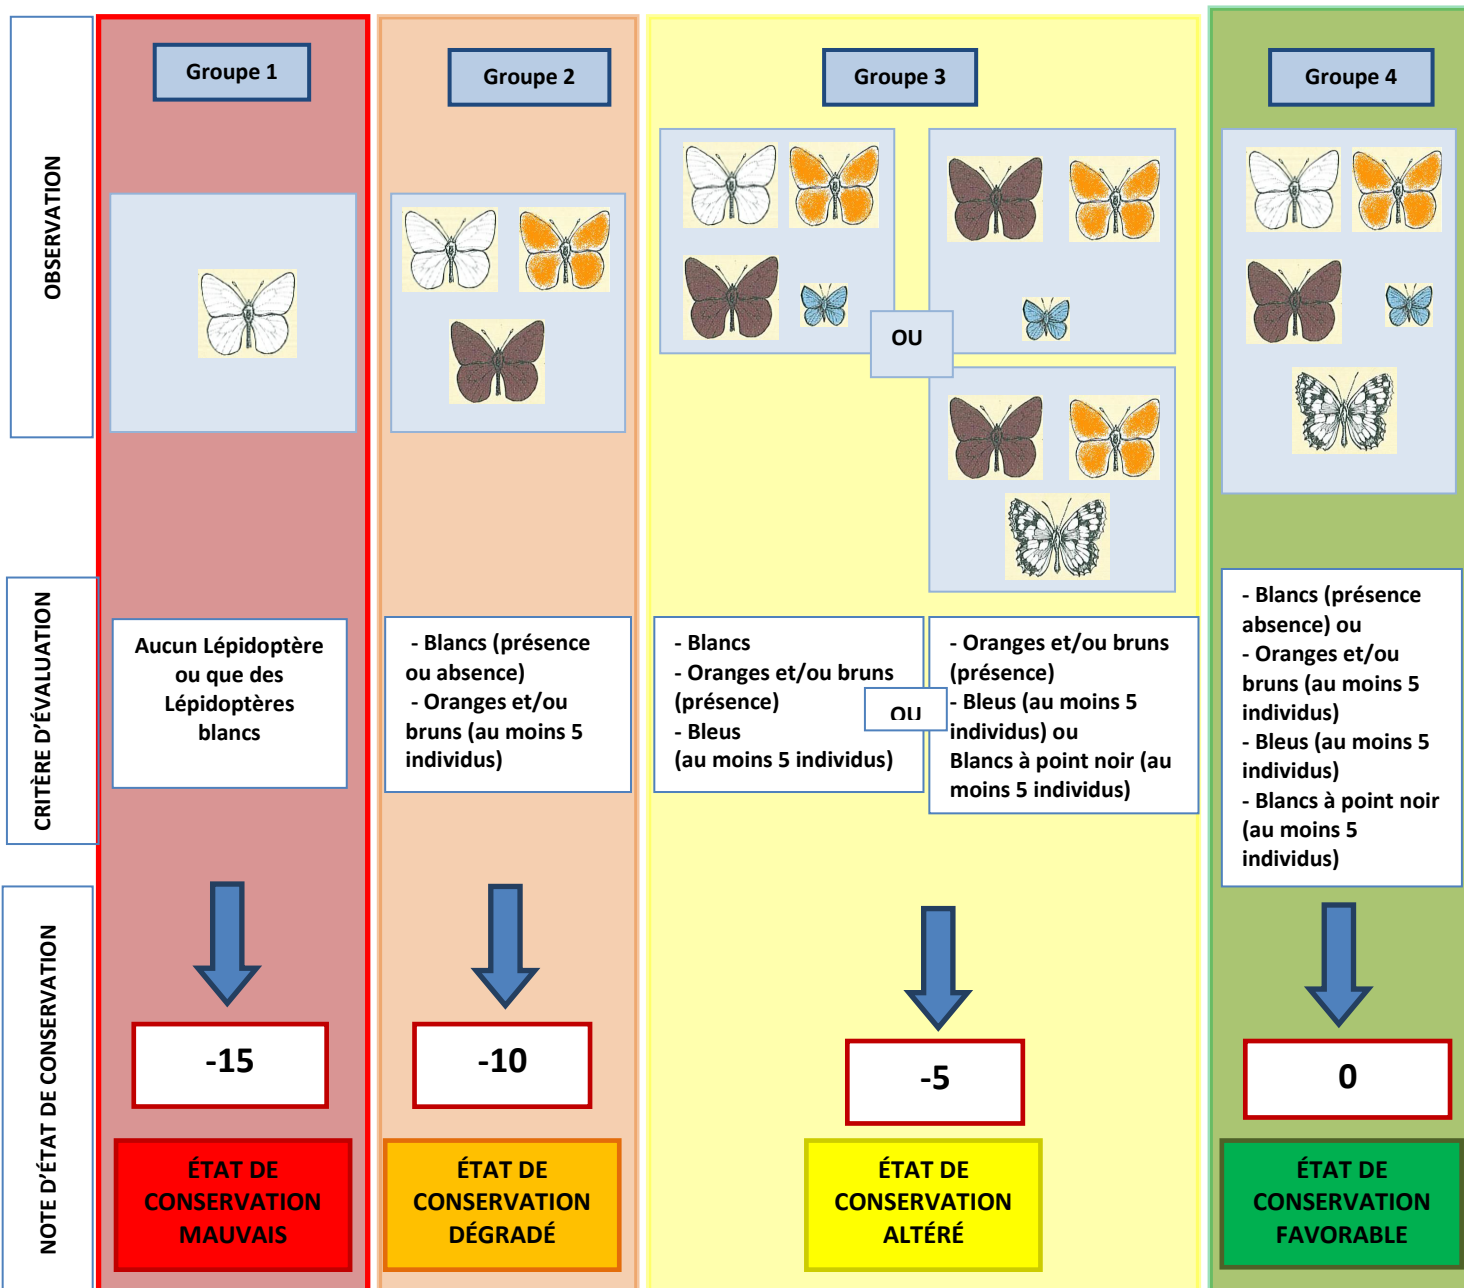 OBSERVATION
Groupe 1
Groupe 2
Groupe 3
Groupe 4
OU
CRITÈRE D’ÉVALUATION
Aucun Lépidoptère
ou que des
Lépidoptères
blancs
- Blancs (présence
ou absence)
- Oranges et/ou
bruns (au moins 5
individus)
- Blancs
- Oranges et/ou bruns
(présence)
- Bleus
(au moins 5 individus)
OU
- Oranges et/ou bruns
(présence)
- Bleus (au moins 5
individus) ou
Blancs à point noir (au
moins 5 individus)
- Blancs (présence
absence) ou
- Oranges et/ou
bruns (au moins 5
individus)
- Bleus (au moins 5
individus)
- Blancs à point noir
(au moins 5
individus)
NOTE D’ÉTAT DE CONSERVATION
-15
-10
-5
0
ÉTAT DE
CONSERVATION
MAUVAIS
ÉTAT DE
CONSERVATION
DÉGRADÉ
ÉTAT DE
CONSERVATION
ALTÉRÉ
ÉTAT DE
CONSERVATION
FAVORABLE